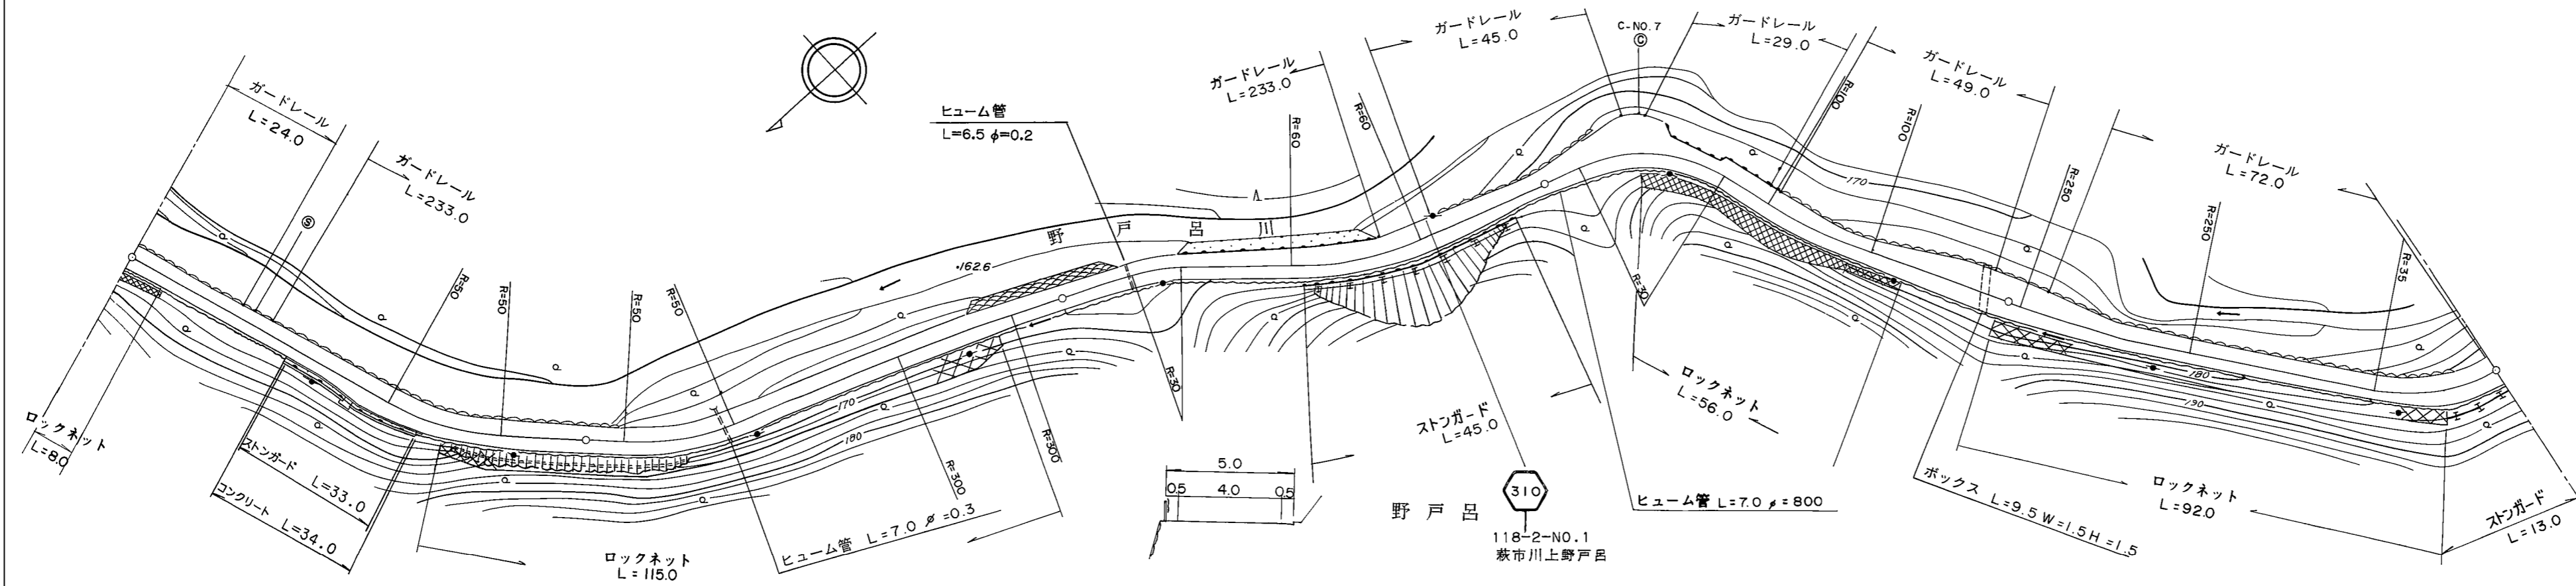 ガードレール
L=24.0
ガードレール
L=233.0
Ⓢ
ヒューム管
L=6.5 φ=0.2
ガードレール
L=233.0
R=60
R=60
ガードレール
L=45.0
C-NO.7
Ⓒ
ガードレール
L=29.0
R=100
ガードレール
L=49.0
R=100
R=250
ガードレール
L=72.0
R=250
R=35
170
野戸呂川
·162.6
R=50
R=50
R=50
R=50
R=30
R=30
170
180
180
190
R=300
R=300
ロックネット
L=8.0
ストンガード L=33.0
コンクリート L=34.0
ロックネット
L=115.0
ヒューム管 L=7.0 φ=0.3
5.0
0.5 4.0 0.5
ストンガード
L=45.0
野戸呂
310
118-2-NO.1
萩市川上野戸呂
ロックネット
L=56.0
ヒューム管 L=7.0 φ=800
ボックス L=9.5 W=1.5 H=1.5
ロックネット
L=92.0
ストンガード
L=13.0